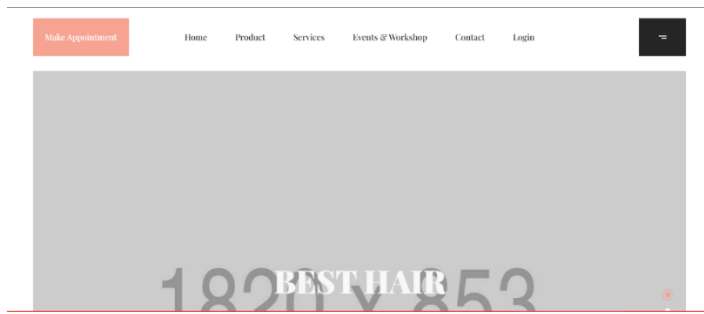 Make Appointment
Home Product Services Events & Workshop Contact Login
1820 x 853
BEST HAIR